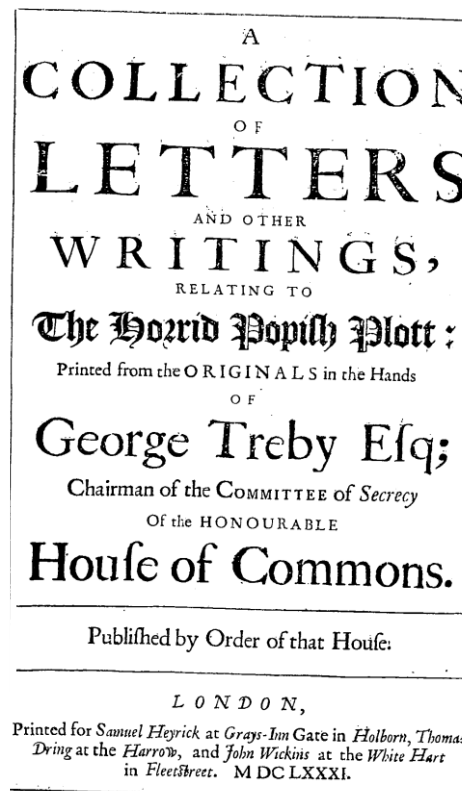 A
COLLECTION
OF
LETTERS
AND OTHER
WRITINGS,
RELATING TO
The Horrid Popiſh Plott:
Printed from the ORIGINALS in the Hands
OF
George Treby Eſq;
Chairman of the COMMITTEE of Secrecy
Of the HONOURABLE
Houſe of Commons.
Publiſhed by Order of that Houſe:
LONDON,
Printed for Samuel Heyrick at Grays-Inn Gate in Holborn, Thomas
Dring at the Harrow, and John Wickins at the White Hart
in Fleetſtreet. M DC LXXXI.